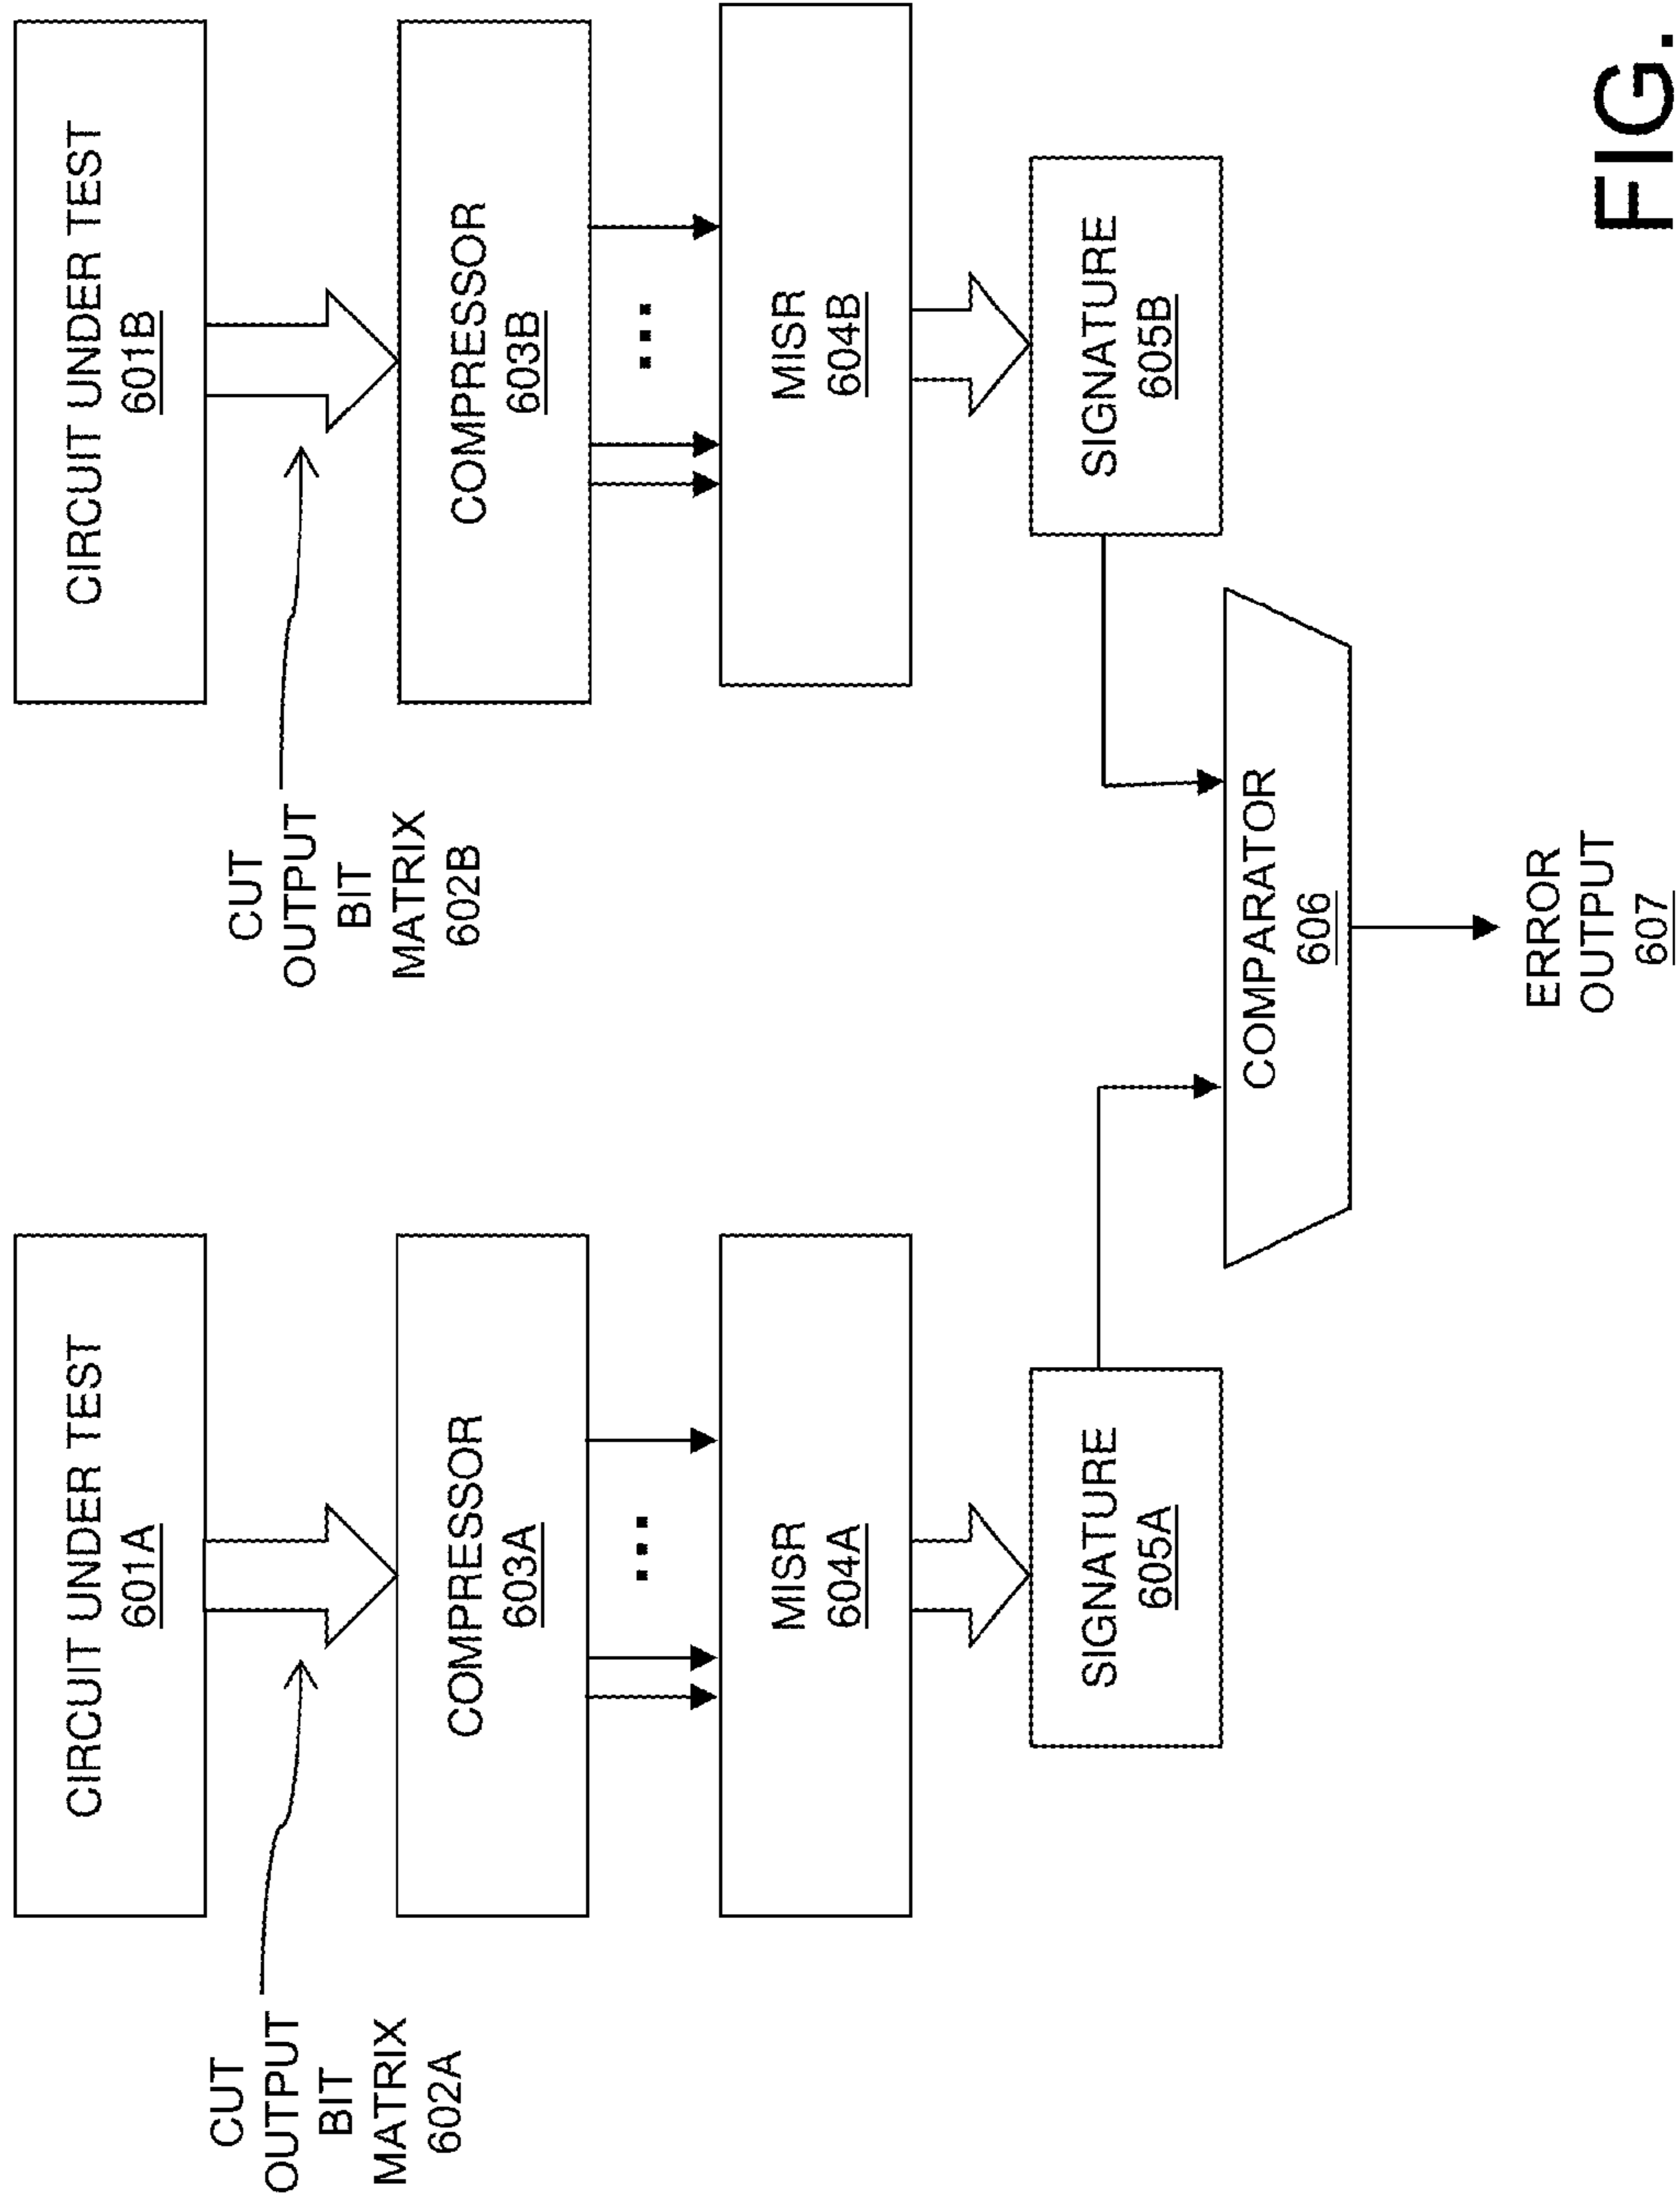 CIRCUIT UNDER TEST
601A
CUT
OUTPUT
BIT
MATRIX
602A
COMPRESSOR
603A
MISR
604A
SIGNATURE
605A
CIRCUIT UNDER TEST
601B
CUT
OUTPUT
BIT
MATRIX
602B
COMPRESSOR
603B
MISR
604B
SIGNATURE
605B
COMPARATOR
606
ERROR
OUTPUT
607
FIG.